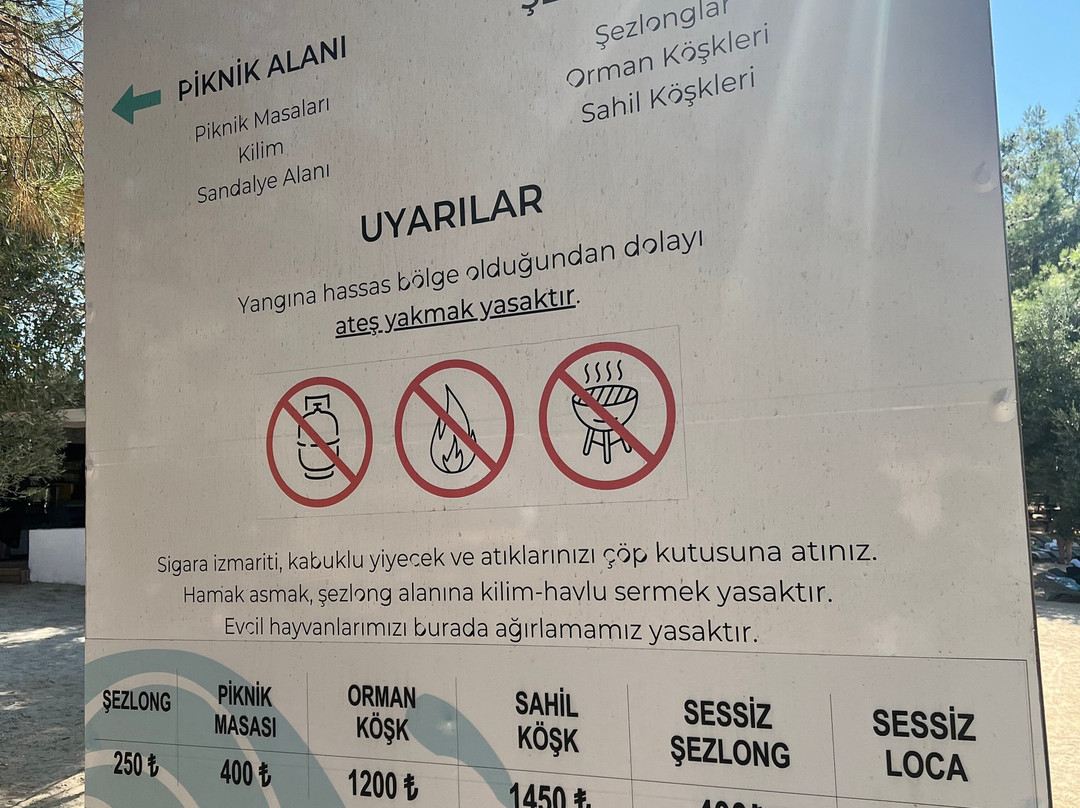 PİKNİK ALANI
Piknik Masaları
Kilim
Sandalye Alanı
Şezlonglar
Orman Köşkleri
Sahil Köşkleri
UYARILAR
Yangına hassas bölge olduğundan dolayı
ateş yakmak yasaktır.
Sigara izmariti, kabuklu yiyecek ve atıklarınızı çöp kutusuna atınız.
Hamak asmak, şezlong alanına kilim-havlu sermek yasaktır.
Evcil hayvanlarımızı burada ağırlamamız yasaktır.
ŞEZLONG
PİKNİK
MASASI
ORMAN
KÖŞK
SAHİL
KÖŞK
SESSİZ
ŞEZLONG
SESSİZ
LOCA
250 ₺
400 ₺
1200 ₺
1450 ₺